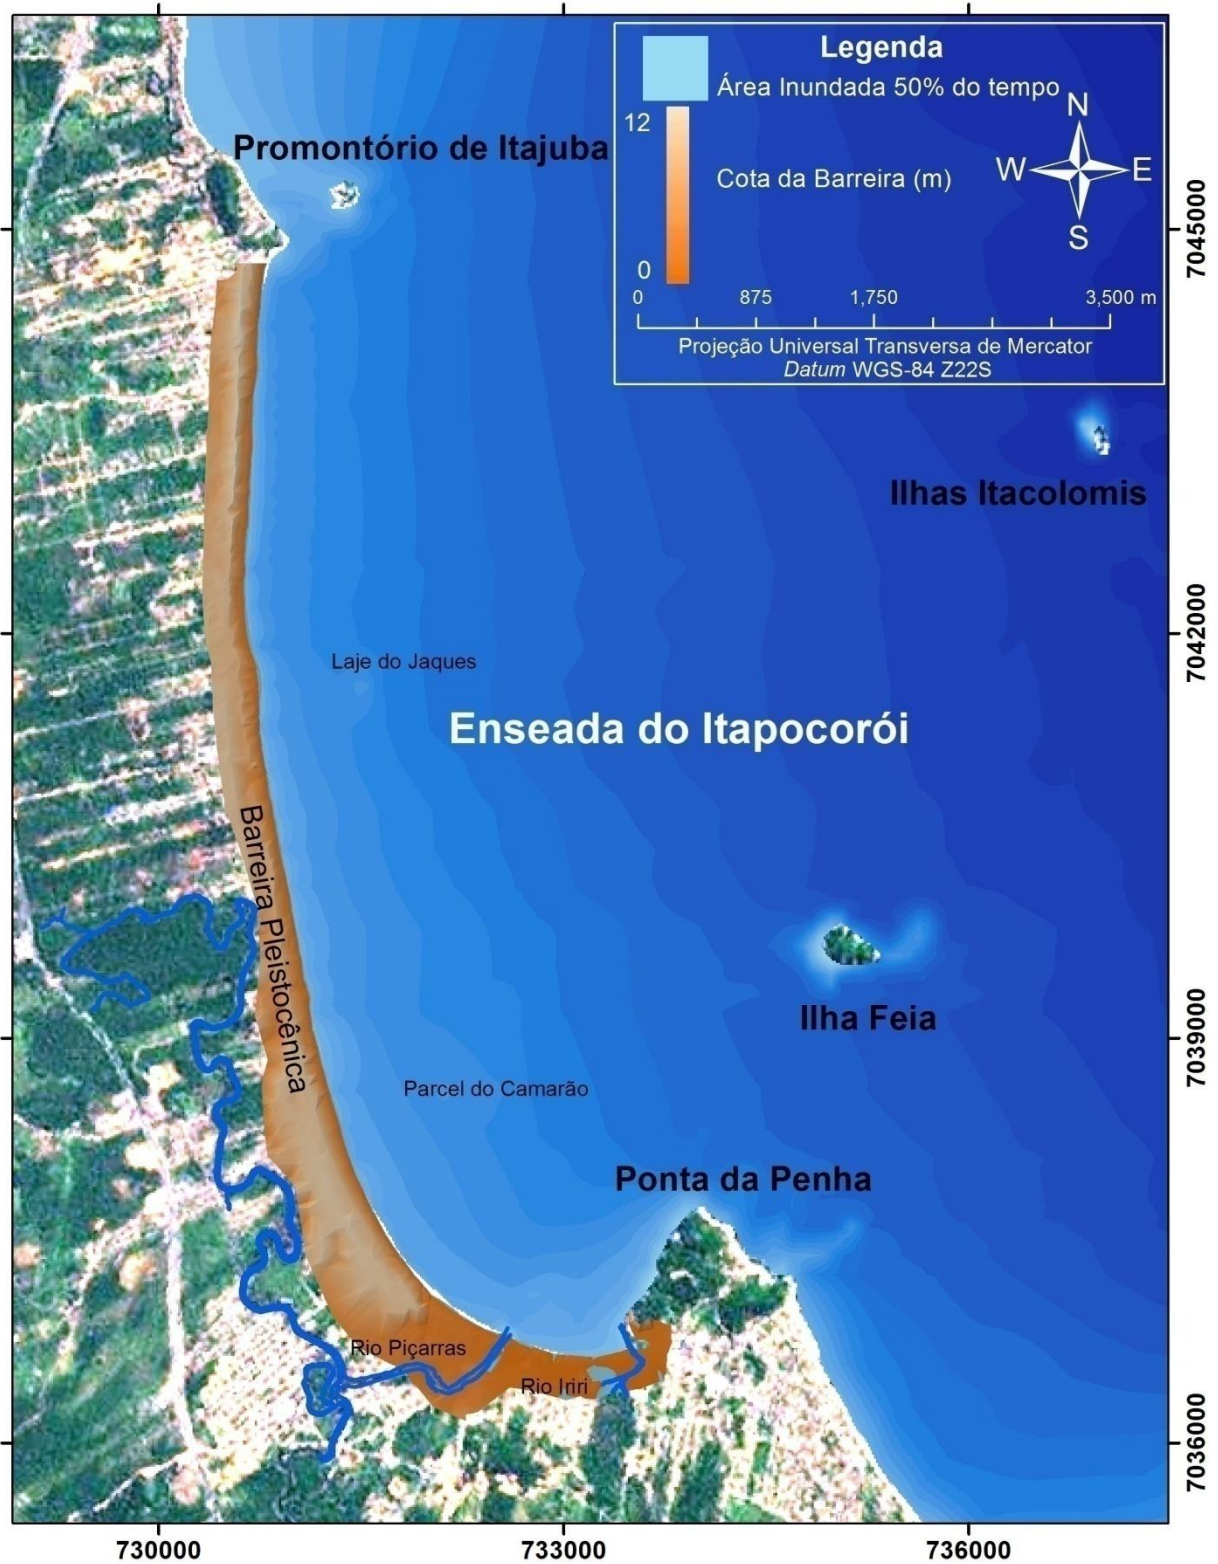 Legenda
Área Inundada 50% do tempo
12
Cota da Barreira (m)
0
N
W
E
S
0 875 1,750 3,500 m
Projeção Universal Transversa de Mercator
Datum WGS-84 Z22S
Promontório de Itajuba
7045000
Ilhas Itacolomis
7042000
Laje do Jaques
Enseada do Itapocorói
Barreira Pleistocênica
Ilha Feia
7039000
Parcel do Camarão
Ponta da Penha
Rio Piçarras
Rio Iriri
7036000
730000 733000 736000